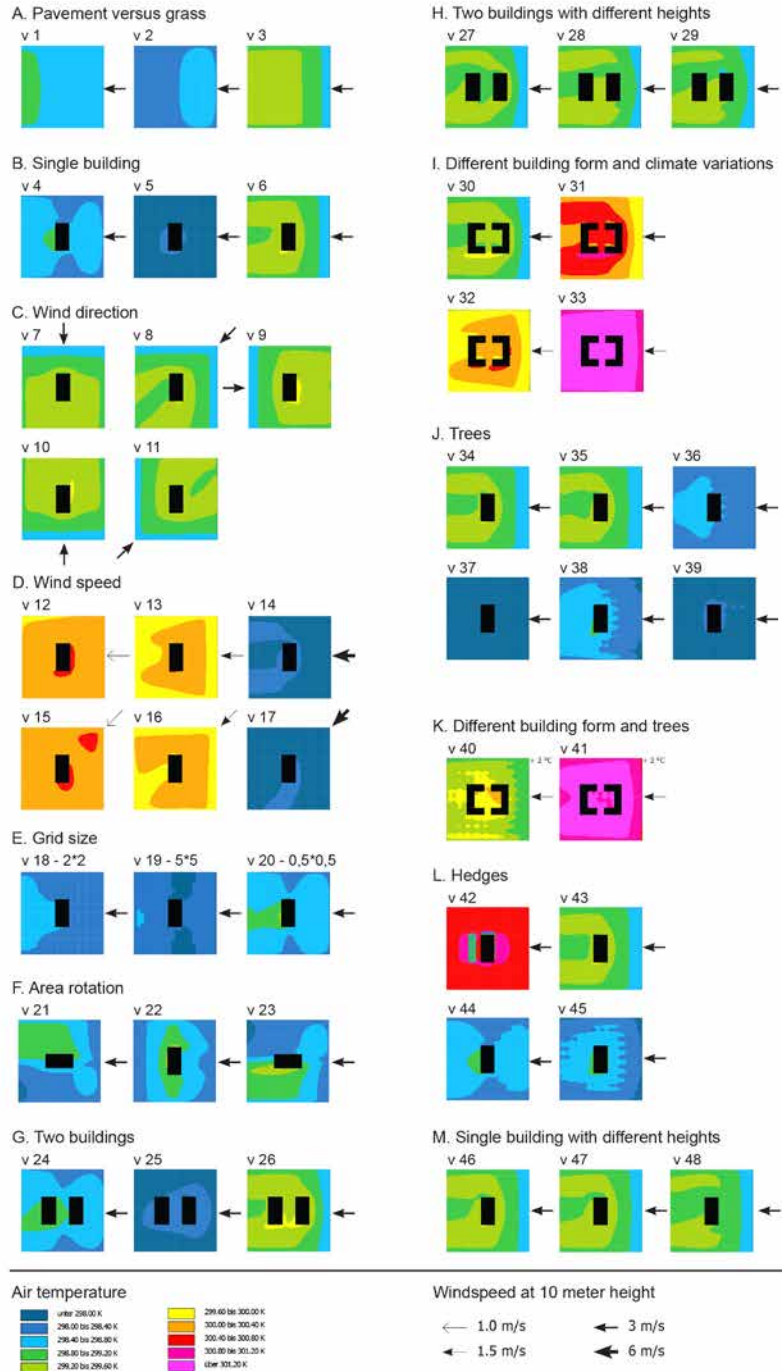 A. Pavement versus grass
v 1 v 2 v 3
B. Single building
v 4 v 5 v 6
C. Wind direction
v 7 v 8 v 9
v 10 v 11
D. Wind speed
v 12 v 13 v 14
v 15 v 16 v 17
E. Grid size
v 18 - 2*2 v 19 - 5*5 v 20 - 0,5*0,5
F. Area rotation
v 21 v 22 v 23
G. Two buildings
v 24 v 25 v 26
H. Two buildings with different heights
v 27 v 28 v 29
I. Different building form and climate variations
v 30 v 31
v 32 v 33
J. Trees
v 34 v 35 v 36
v 37 v 38 v 39
K. Different building form and trees
v 40 + 2 °C v 41 + 2 °C
L. Hedges
v 42 v 43
v 44 v 45
M. Single building with different heights
v 46 v 47 v 48
Air temperature
unter 298.00 K
298.00 bis 298.40 K
298.40 bis 298.80 K
298.80 bis 299.20 K
299.20 bis 299.60 K
299.60 bis 300.00 K
300.00 bis 300.40 K
300.40 bis 300.80 K
300.80 bis 301.20 K
über 301.20 K
Windspeed at 10 meter height
1.0 m/s 3 m/s
1.5 m/s 6 m/s